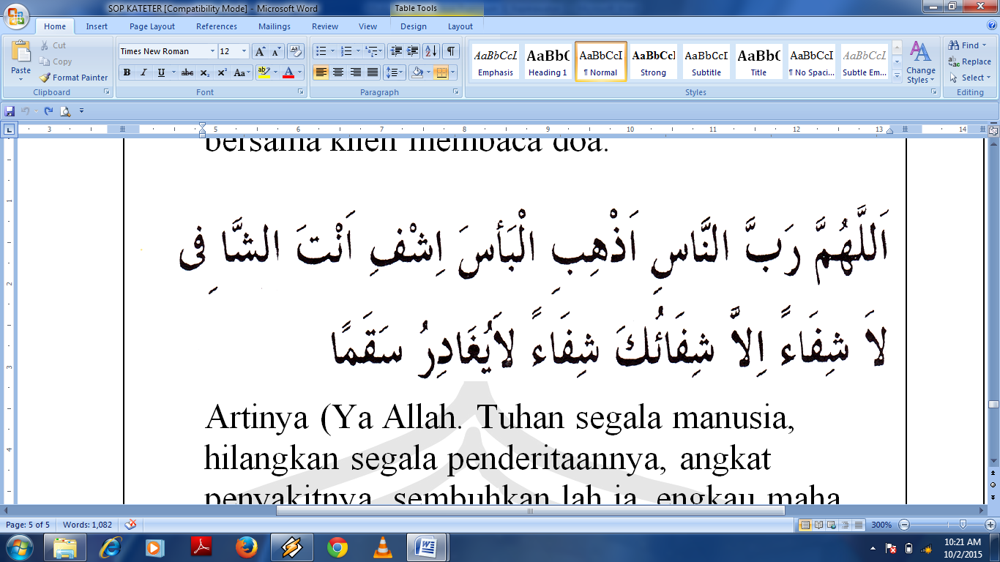 SOP KATETER [Compatibility Mode] - Microsoft Word
Table Tools
Home Insert Page Layout References Mailings Review View Design Layout
Paste
Cut
Copy
Format Painter
Clipboard
Times New Roman 12
B I U abc x₂ x² Aa A
Font
Paragraph
AaBbCcL AaBbC AaBbCcI AaBbCcI AaBbCcI AaBbC AaBbCcI AaBbCcL
Emphasis Heading 1 ¶ Normal Strong Subtitle Title ¶ No Spaci... Subtle Em...
Styles
Change Styles
Find
Replace
Select
Editing
3 5 6 7 8 9 10 11 12 13 14
1
2
3
4
bersama klien membaca doa.
اَللَّهُمَّ رَبَّ النَّاسِ اَذْهِبِ الْبَأْسَ اِشْفِ اَنْتَ الشَّافِى
لاَ شِفَاءً اِلاَّ شِفَائُكَ شِفَاءً لاَيُغَادِرُ سَقَمًا
Artinya (Ya Allah. Tuhan segala manusia,
hilangkan segala penderitaannya, angkat
penyakitnya, sembuhkan lah ia, engkau maha
Page: 5 of 5 Words: 1,082 300%
10:21 AM
10/2/2015